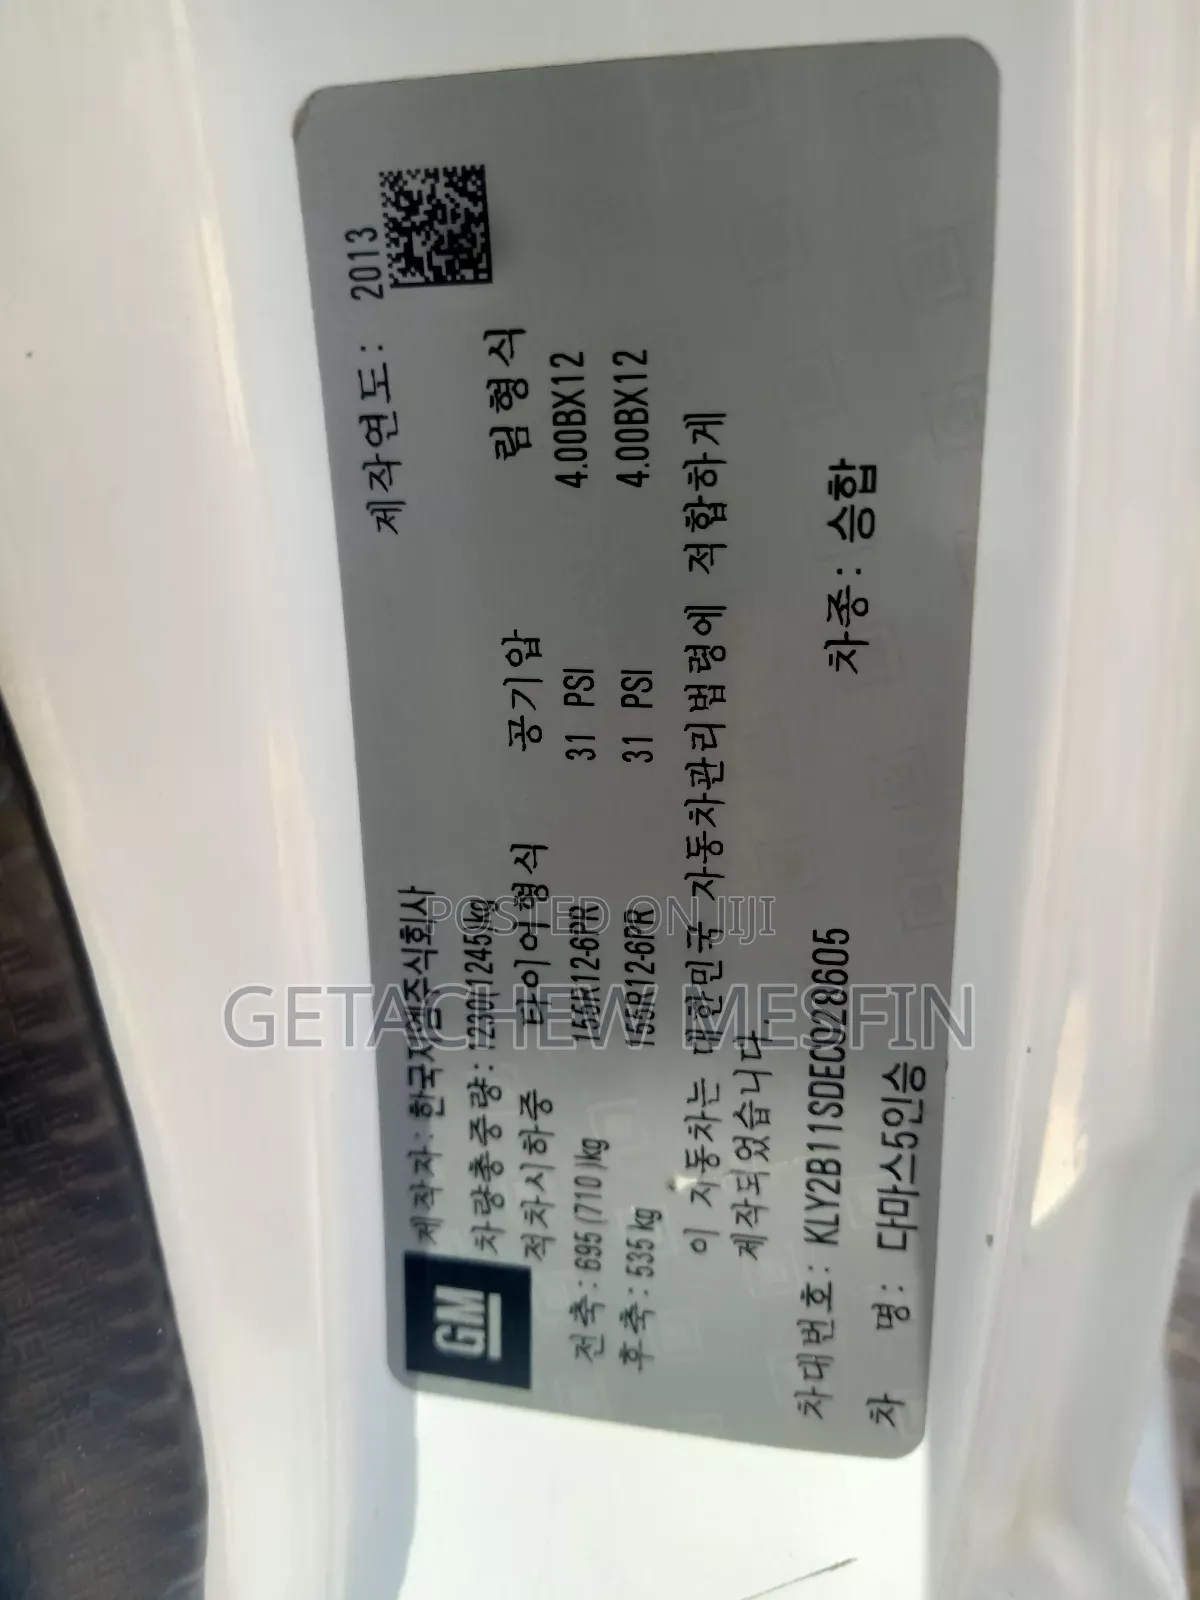 GM
제작자: 한국지엠주식회사
제작연도: 2013
차량총중량: 1230(1245)kg
적차시하중 타이어형식 공기압 림형식
전축: 695 (710)kg 155R12-6PR 31 PSI 4.00BX12
후축: 535 kg 155R12-6PR 31 PSI 4.00BX12
이 자동차는 대한민국 자동차관리법령에 적합하게
제작되었습니다.
차대번호: KLY2B11SDEC028605
차종: 승합
차 명: 다마스5인승
POSTED ON JIJI
GETACHEW MESFIN